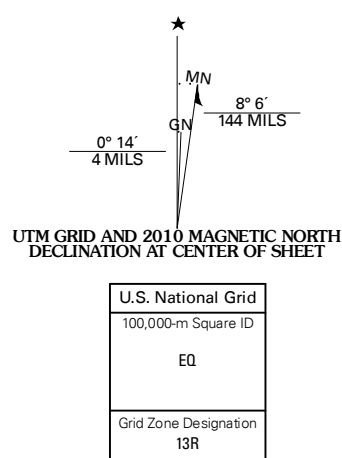 MN
8° 6´
144 MILS
GN
0° 14´
4 MILS
UTM GRID AND 2010 MAGNETIC NORTH
DECLINATION AT CENTER OF SHEET
U.S. National Grid
100,000-m Square ID
EQ
Grid Zone Designation
13R